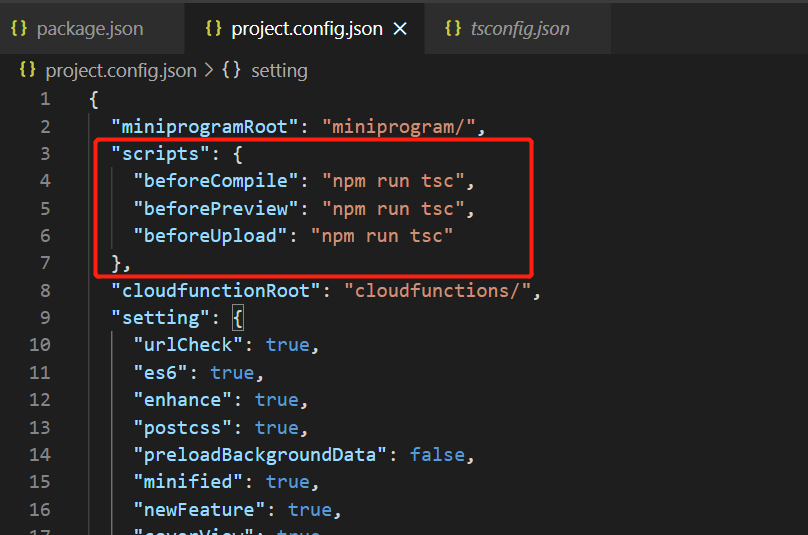 {} package.json {} project.config.json × {} tsconfig.json
{} project.config.json > {} setting
1 {
2 "miniprogramRoot": "miniprogram/",
3 "scripts": {
4 "beforeCompile": "npm run tsc",
5 "beforePreview": "npm run tsc",
6 "beforeUpload": "npm run tsc"
7 },
8 "cloudfunctionRoot": "cloudfunctions/",
9 "setting": {
10 "urlCheck": true,
11 "es6": true,
12 "enhance": true,
13 "postcss": true,
14 "preloadBackgroundData": false,
15 "minified": true,
16 "newFeature": true,
17 "coverView": true